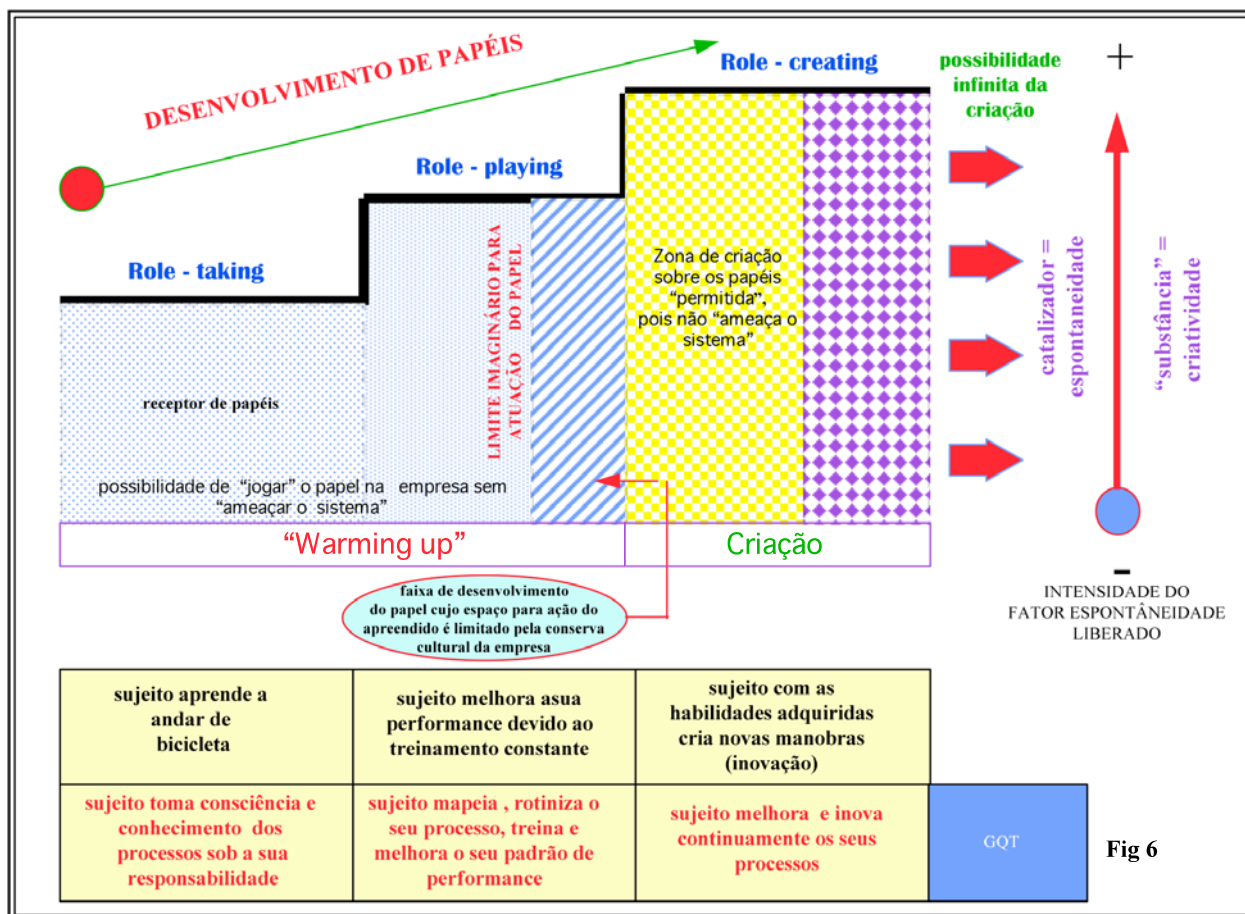 DESENVOLVIMENTO DE PAPÉIS
Role - taking
Role - playing
Role - creating
possibilidade
infinita da
criação
+
receptor de papéis
LIMITE IMAGINÁRIO PARA
ATUAÇÃO DO PAPEL
Zona de criação
sobre os papéis
“permitida”,
pois não “ameaça o
sistema”
catalizador =
espontaneidade
“substância” =
criatividade
possibilidade de “jogar” o papel na empresa sem
“ameaçar o sistema”
“Warming up”
Criação
faixa de desenvolvimento
do papel cujo espaço para ação do
apreendido é limitado pela conserva
cultural da empresa
-
INTENSIDADE DO
FATOR ESPONTÂNEIDADE
LIBERADO
sujeito aprende a
andar de
bicicleta
sujeito melhora asua
performance devido ao
treinamento constante
sujeito com as
habilidades adquiridas
cria novas manobras
(inovação)
sujeito toma consciência e
conhecimento dos
processos sob a sua
responsabilidade
sujeito mapeia , rotiniza o
seu processo, treina e
melhora o seu padrão de
performance
sujeito melhora e inova
continuamente os seus
processos
GQT
Fig 6